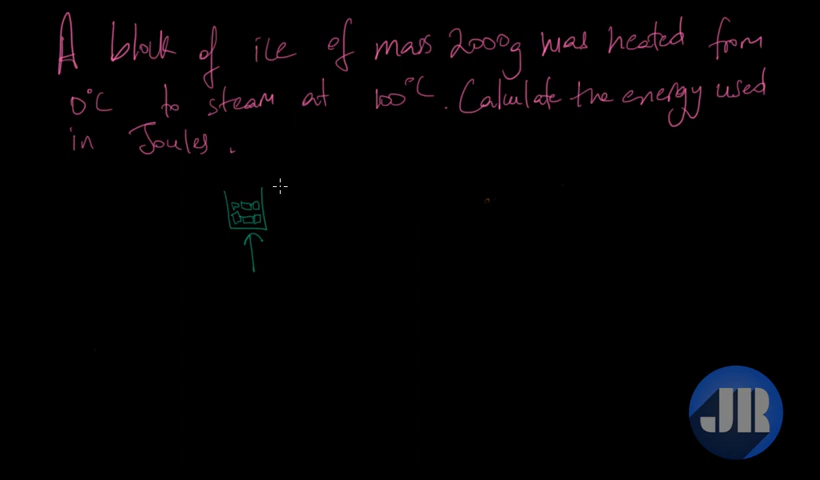 A block of ice of mass 2000g was heated from
0°C to steam at 100°C. Calculate the energy used
in Joules.
JR